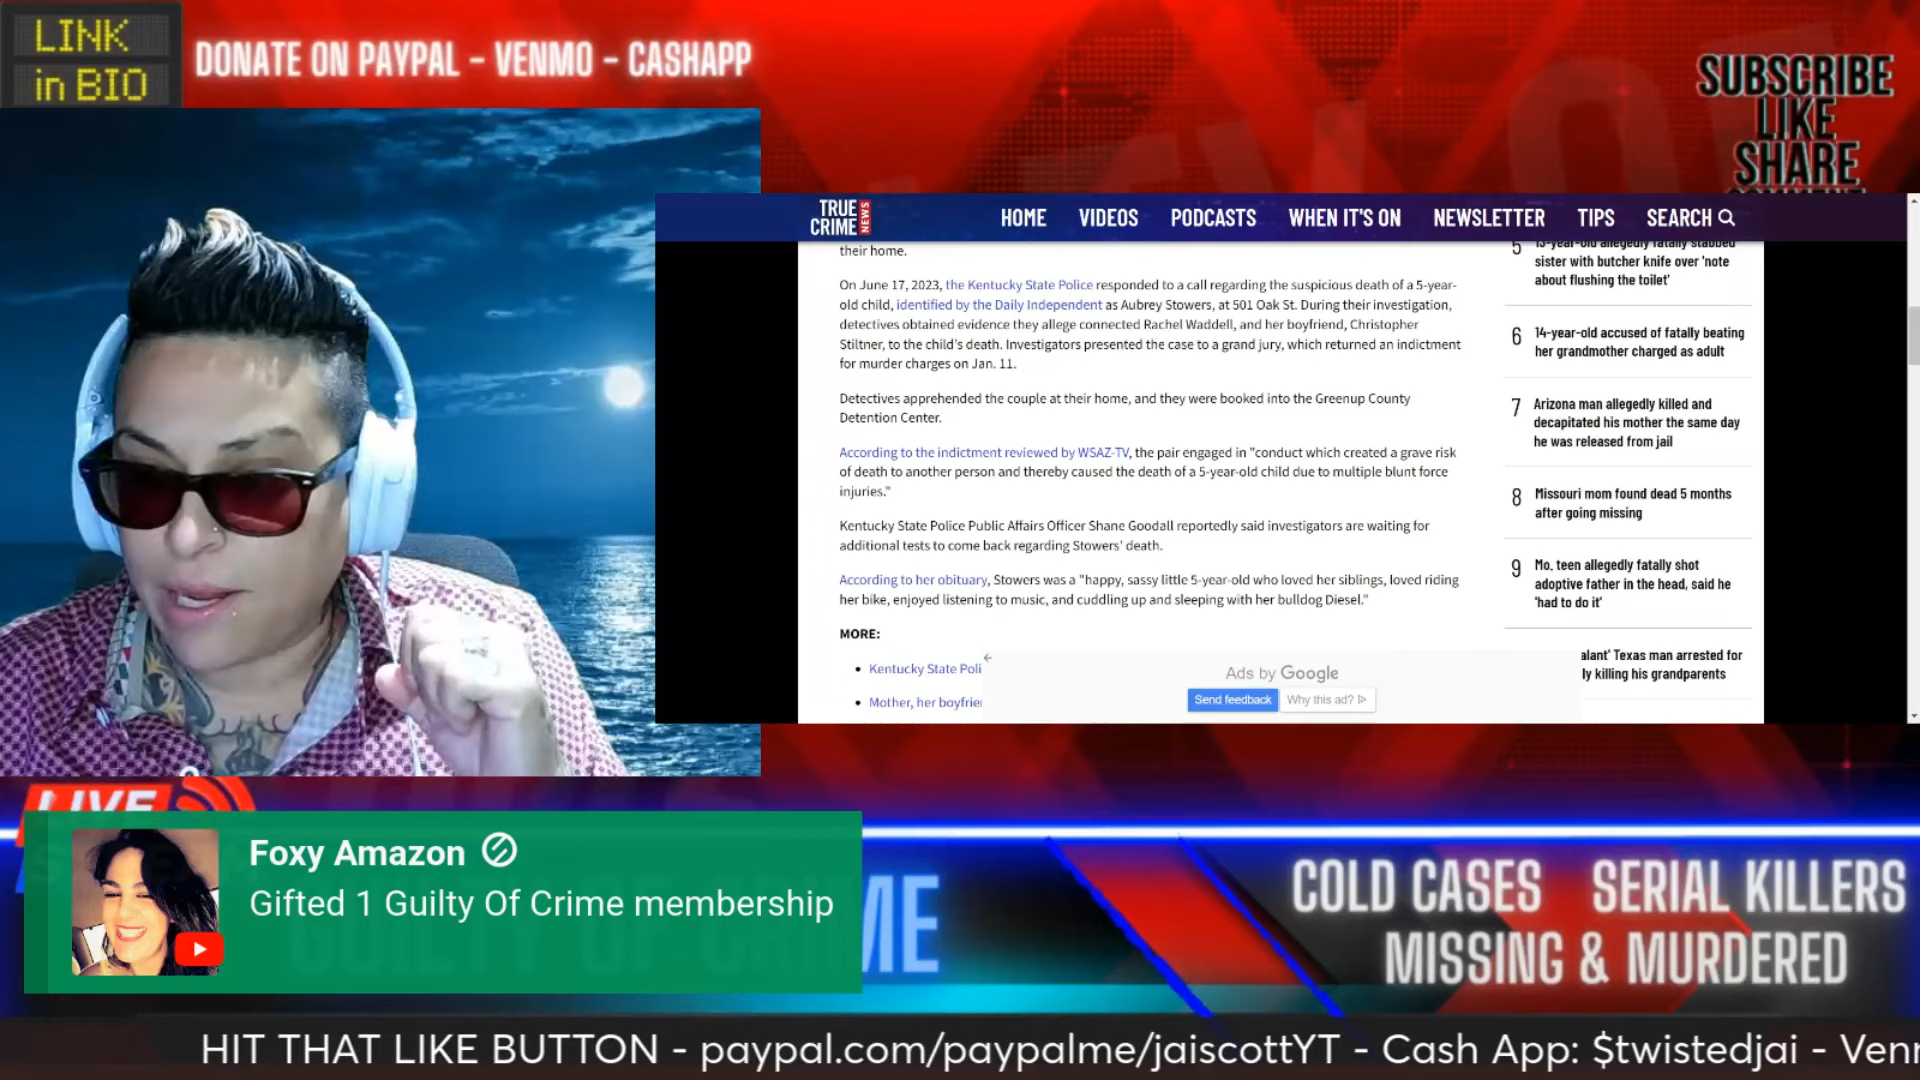 LINK
in BIO
DONATE ON PAYPAL - VENMO - CASHAPP
SUBSCRIBE
LIKE
SHARE
TRUE
CRIME NEWS
HOME VIDEOS PODCASTS WHEN IT'S ON NEWSLETTER TIPS SEARCH
their home.
On June 17, 2023, the Kentucky State Police responded to a call regarding the suspicious death of a 5-year-
old child, identified by the Daily Independent as Aubrey Stowers, at 501 Oak St. During their investigation,
detectives obtained evidence they allege connected Rachel Waddell, and her boyfriend, Christopher
Stiltner, to the child's death. Investigators presented the case to a grand jury, which returned an indictment
for murder charges on Jan. 11.
Detectives apprehended the couple at their home, and they were booked into the Greenup County
Detention Center.
According to the indictment reviewed by WSAZ-TV, the pair engaged in "conduct which created a grave risk
of death to another person and thereby caused the death of a 5-year-old child due to multiple blunt force
injuries."
Kentucky State Police Public Affairs Officer Shane Goodall reportedly said investigators are waiting for
additional tests to come back regarding Stowers' death.
According to her obituary, Stowers was a "happy, sassy little 5-year-old who loved her siblings, loved riding
her bike, enjoyed listening to music, and cuddling up and sleeping with her bulldog Diesel."
MORE:
Kentucky State Poli
Mother, her boyfrie
5 13-year-old allegedly fatally stabbed
sister with butcher knife over 'note
about flushing the toilet'
6 14-year-old accused of fatally beating
her grandmother charged as adult
7 Arizona man allegedly killed and
decapitated his mother the same day
he was released from jail
8 Missouri mom found dead 5 months
after going missing
9 Mo. teen allegedly fatally shot
adoptive father in the head, said he
'had to do it'
alant' Texas man arrested for
ly killing his grandparents
Ads by Google
Send feedback Why this ad?
LIVE
Foxy Amazon
Gifted 1 Guilty Of Crime membership
COLD CASES SERIAL KILLERS
MISSING & MURDERED
HIT THAT LIKE BUTTON - paypal.com/paypalme/jaiscottYT - Cash App: $twistedjai - Venm